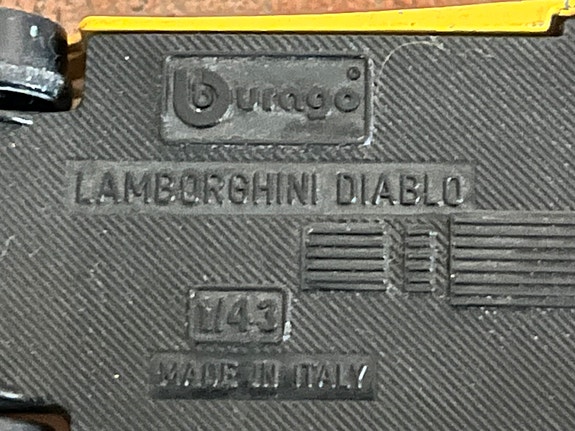 burago
LAMBORGHINI DIABLO
1/43
MADE IN ITALY